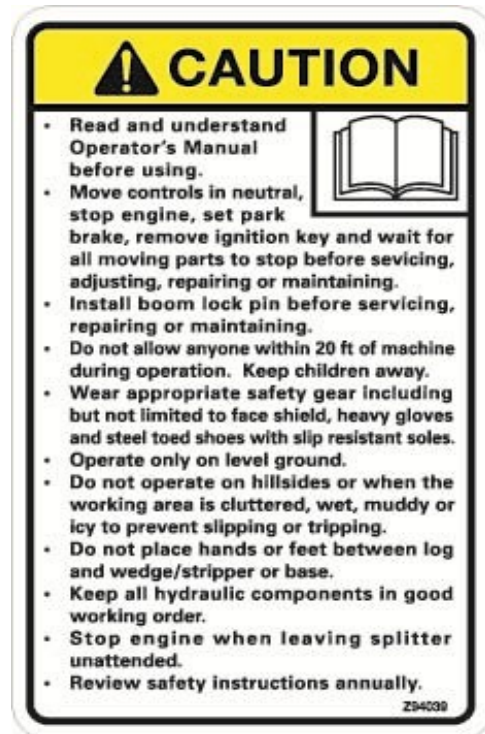 CAUTION
• Read and understand
Operator's Manual
before using.
• Move controls in neutral,
stop engine, set park
brake, remove ignition key and wait for
all moving parts to stop before sevicing,
adjusting, repairing or maintaining.
• Install boom lock pin before servicing,
repairing or maintaining.
• Do not allow anyone within 20 ft of machine
during operation. Keep children away.
• Wear appropriate safety gear including
but not limited to face shield, heavy gloves
and steel toed shoes with slip resistant soles.
• Operate only on level ground.
• Do not operate on hillsides or when the
working area is cluttered, wet, muddy or
icy to prevent slipping or tripping.
• Do not place hands or feet between log
and wedge/stripper or base.
• Keep all hydraulic components in good
working order.
• Stop engine when leaving splitter
unattended.
• Review safety instructions annually.
Z94039